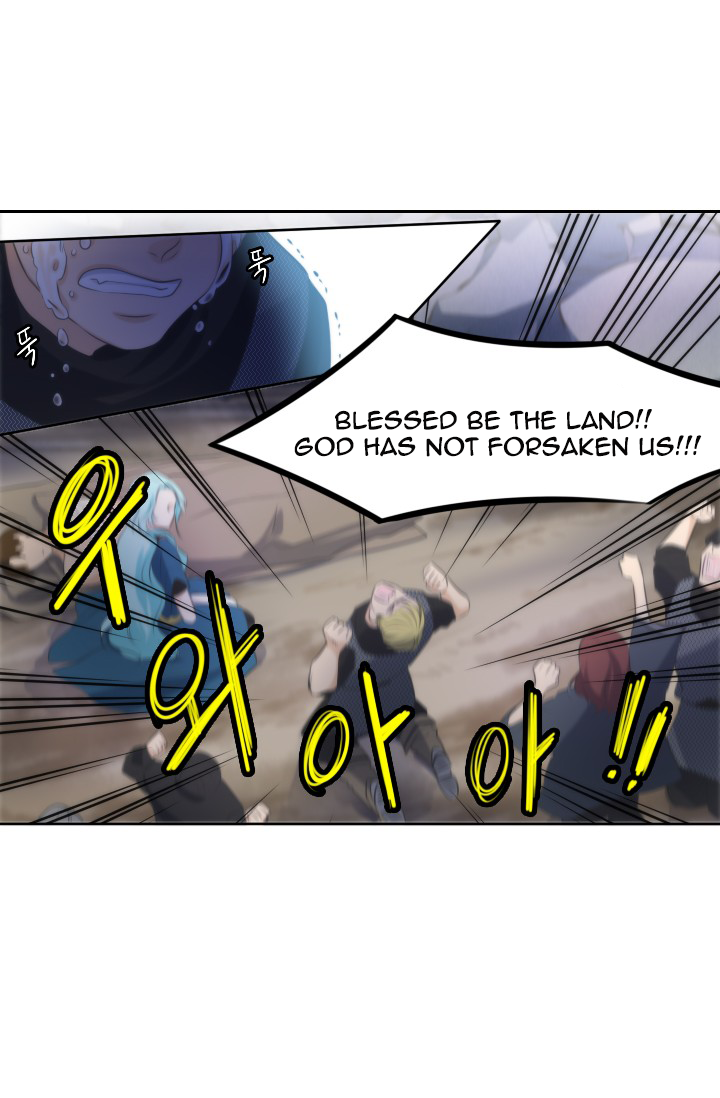 뚝
뚝
BLESSED BE THE LAND!!
GOD HAS NOT FORSAKEN US!!!
우와아아!!